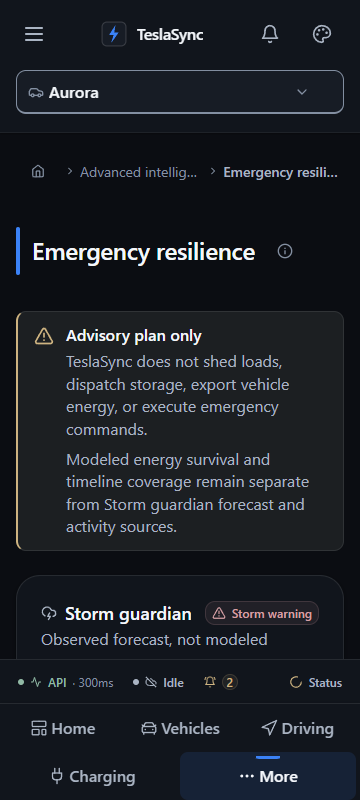 TeslaSync
Aurora
Advanced intellig... Emergency resili...
Emergency resilience
Advisory plan only
TeslaSync does not shed loads,
dispatch storage, export vehicle
energy, or execute emergency
commands.
Modeled energy survival and
timeline coverage remain separate
from Storm guardian forecast and
activity sources.
Storm guardian Storm warning
Observed forecast, not modeled
API · 300ms Idle 2 Status
Home Vehicles Driving
Charging More